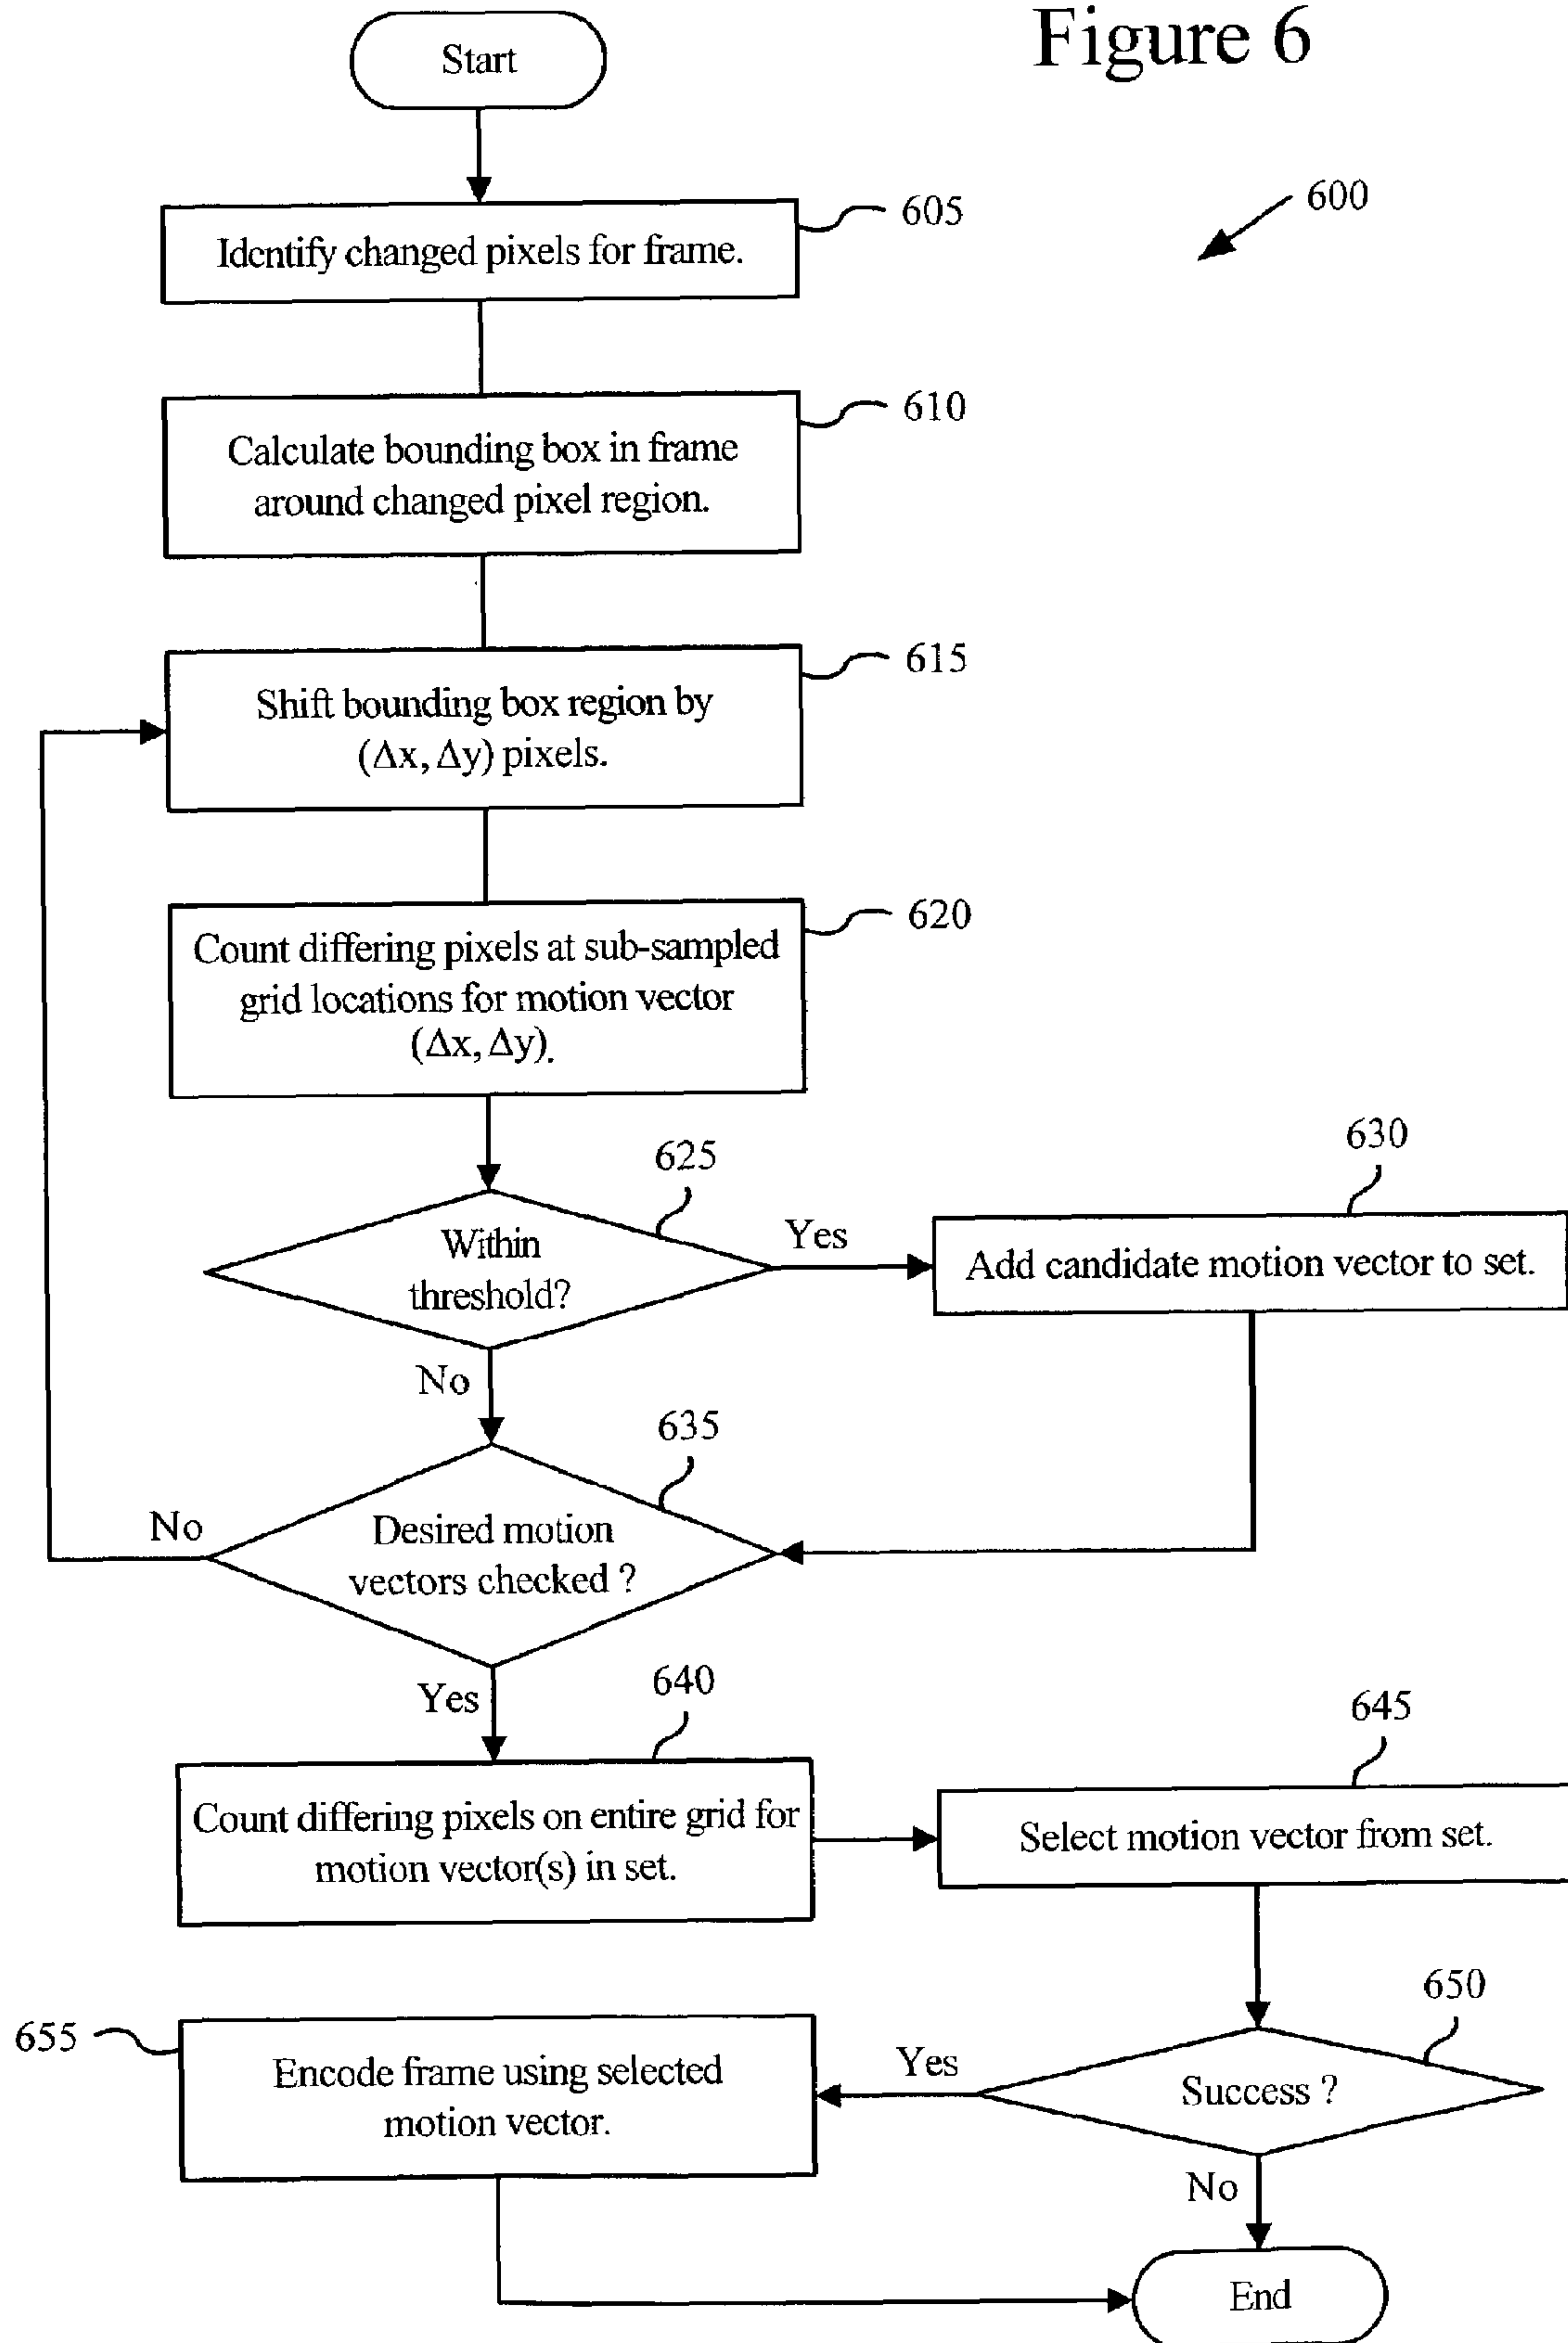 Figure 6
Start
600
605
Identify changed pixels for frame.
610
Calculate bounding box in frame
around changed pixel region.
615
Shift bounding box region by
(Δx, Δy) pixels.
620
Count differing pixels at sub-sampled
grid locations for motion vector
(Δx, Δy).
625
Within
threshold?
Yes
630
Add candidate motion vector to set.
No
635
Desired motion
vectors checked ?
No
Yes
640
Count differing pixels on entire grid for
motion vector(s) in set.
645
Select motion vector from set.
650
Success ?
Yes
655
Encode frame using selected
motion vector.
No
End